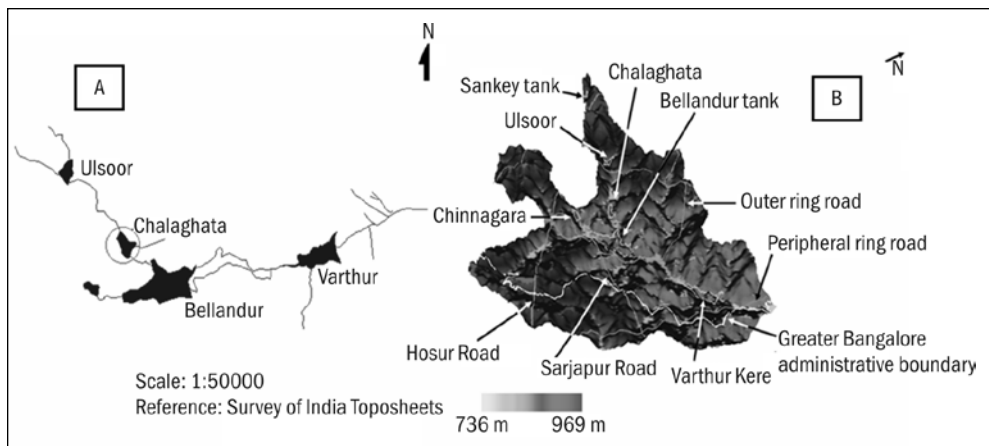 A
Ulsoor
Chalaghata
Bellandur
Varthur
Scale: 1:50000
Reference: Survey of India Toposheets
N
N
B
Sankey tank
Chalaghata
Bellandur tank
Ulsoor
Chinnagara
Outer ring road
Peripheral ring road
Hosur Road
Sarjapur Road
Varthur Kere
Greater Bangalore
administrative boundary
736 m
969 m